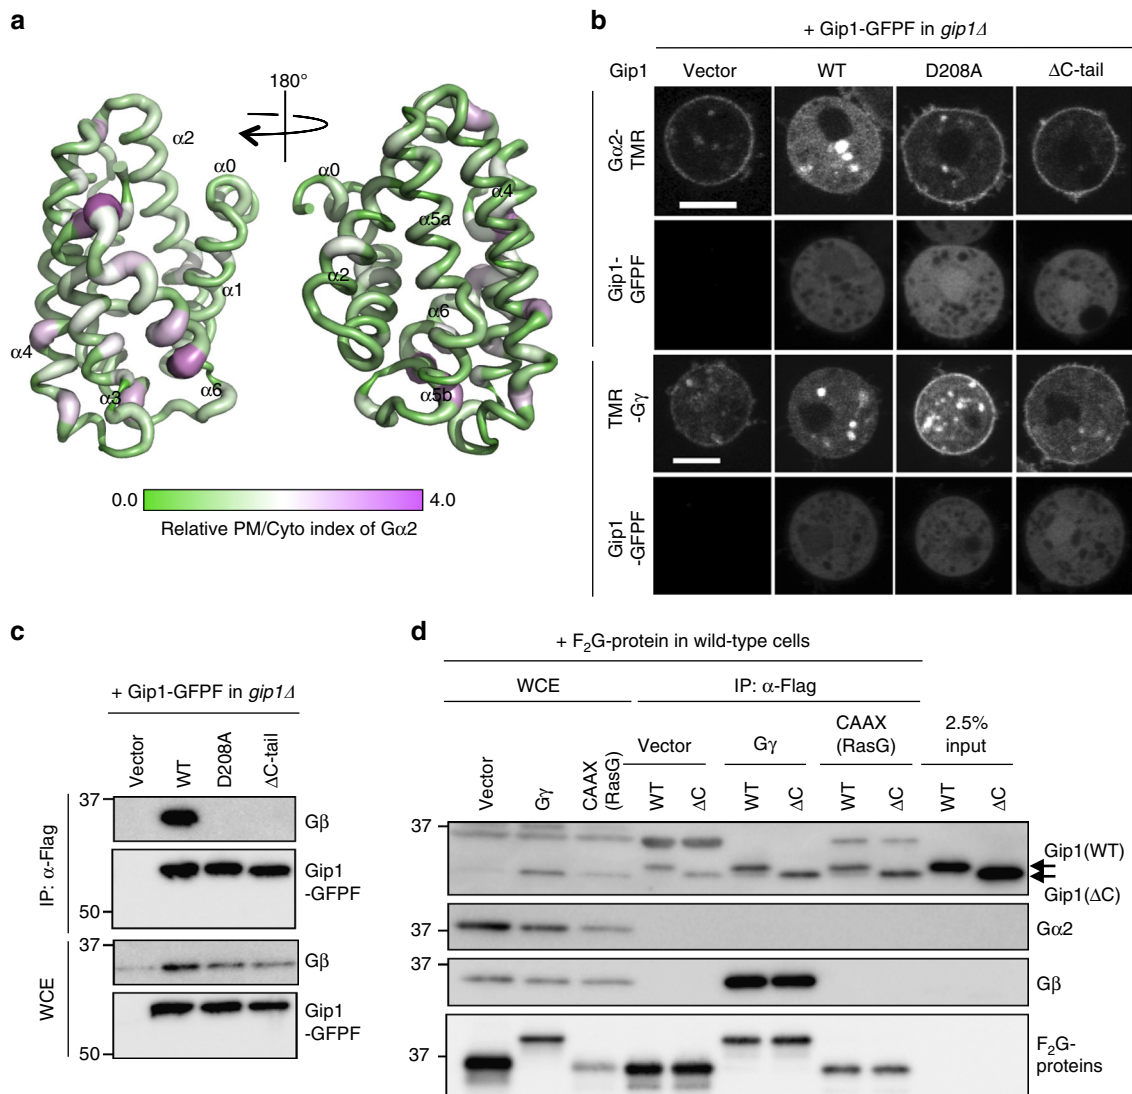 a
180°
α2
α0
α0
α4
α5a
α2
α1
α6
α4
α3
α6
α5b
0.0
4.0
Relative PM/Cyto index of Gα2
b
+ Gip1-GFPF in gip1Δ
Gip1
Vector
WT
D208A
ΔC-tail
Gα2-
TMR
Gip1-
GFPF
TMR
-Gγ
Gip1
-GFPF
c
+ Gip1-GFPF in gip1Δ
Vector
WT
D208A
ΔC-tail
IP: α-Flag
37
Gβ
Gip1
-GFPF
50
WCE
37
Gβ
Gip1
-GFPF
50
d
+ F₂G-protein in wild-type cells
WCE
IP: α-Flag
Vector
Gγ
CAAX
(RasG)
2.5%
input
Vector
Gγ
CAAX
(RasG)
WT
ΔC
WT
ΔC
WT
ΔC
WT
ΔC
37
Gip1(WT)
Gip1(ΔC)
37
Gα2
37
Gβ
37
F₂G-
proteins